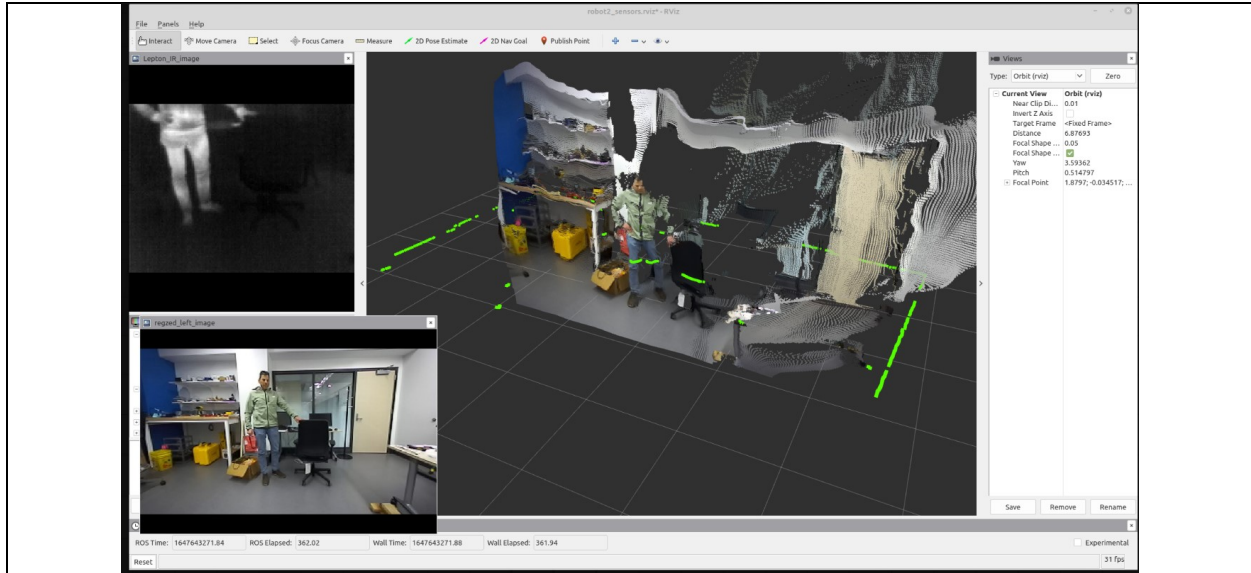 robot2_sensors.rviz* - RViz
File Panels Help
Interact Move Camera Select Focus Camera Measure 2D Pose Estimate 2D Nav Goal Publish Point
Lepton_IR_image
Views
Type: Orbit (rviz) Zero
Current View Orbit (rviz)
Near Clip Di... 0.01
Invert Z Axis
Target Frame <Fixed Frame>
Distance 6.87693
Focal Shape ... 0.05
Focal Shape ...
Yaw 3.59362
Pitch 0.514797
Focal Point 1.8797; -0.034517; ...
regzed_left_image
Save Remove Rename
ROS Time: 1647643271.84 ROS Elapsed: 362.02 Wall Time: 1647643271.88 Wall Elapsed: 361.94 Experimental
Reset 31 fps